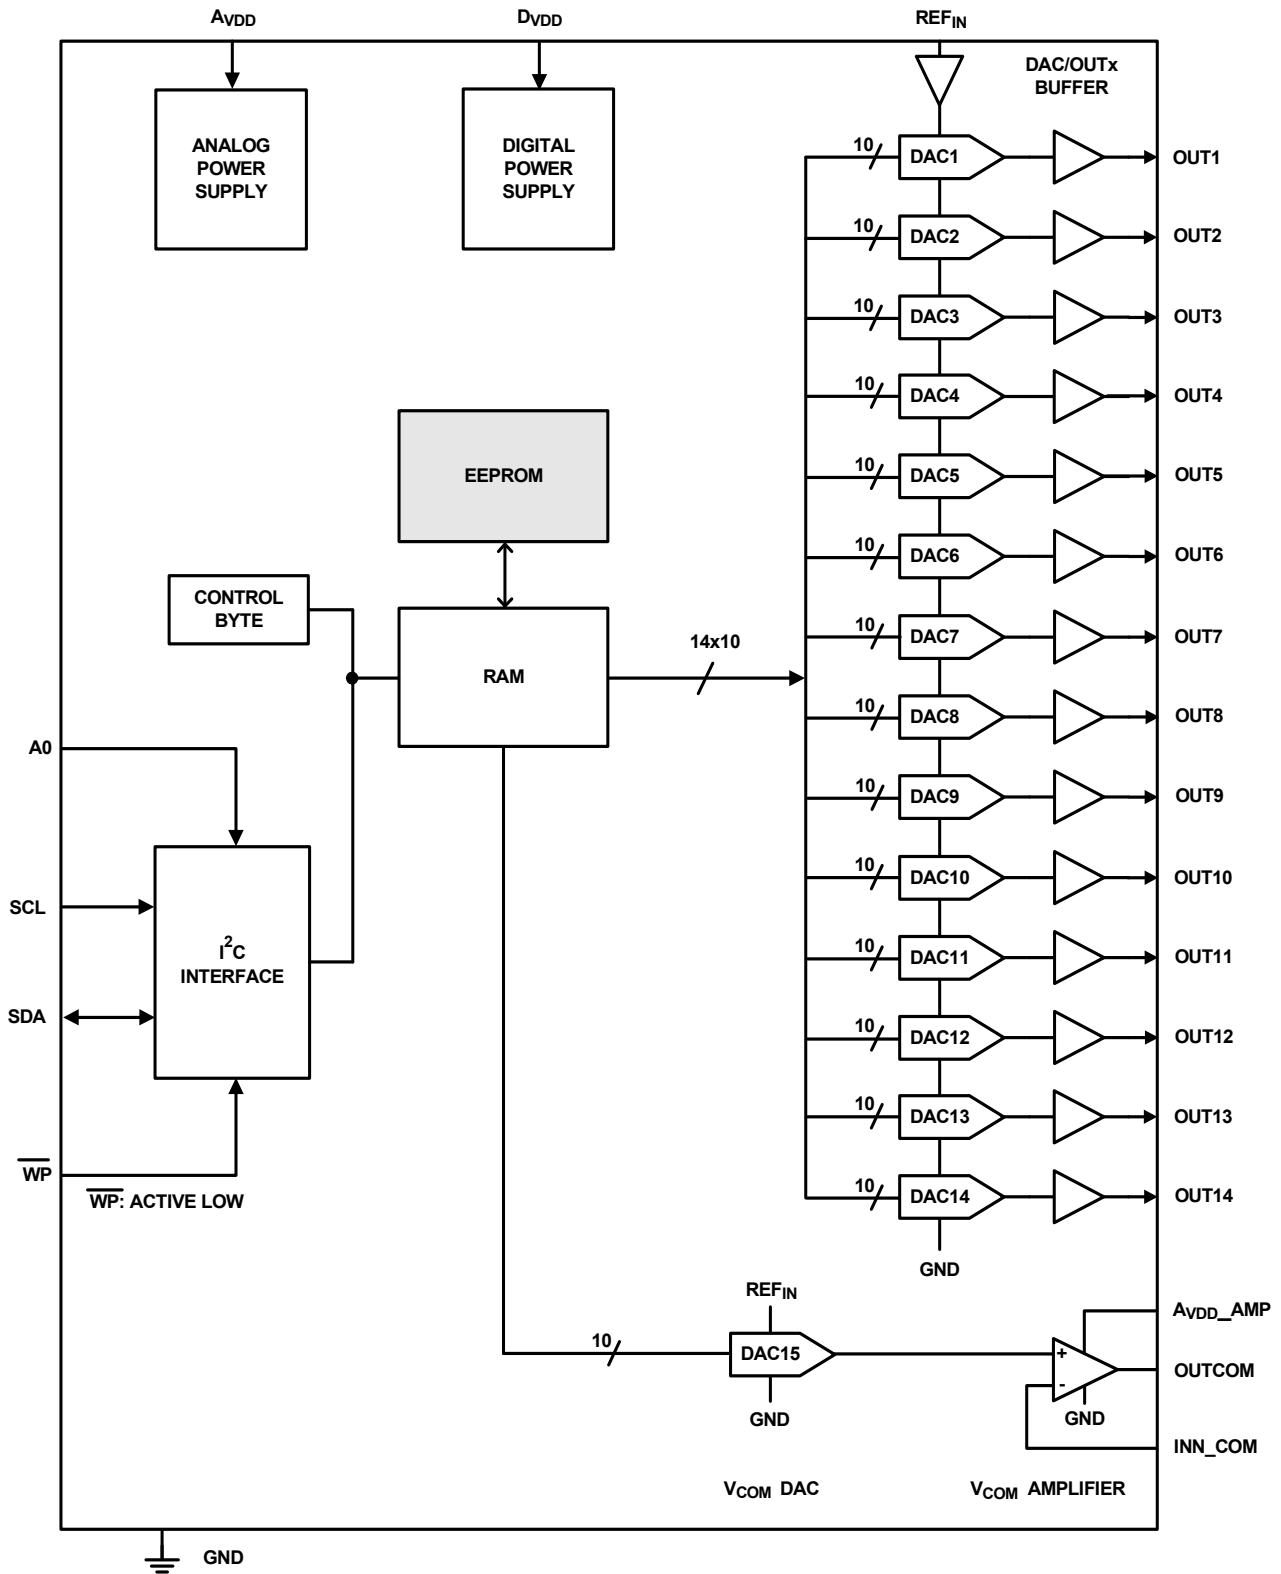 AVDD
DVDD
REFIN
DAC/OUTx
BUFFER
ANALOG
POWER
SUPPLY
DIGITAL
POWER
SUPPLY
10
DAC1
OUT1
10
DAC2
OUT2
10
DAC3
OUT3
10
DAC4
OUT4
EEPROM
10
DAC5
OUT5
10
DAC6
OUT6
CONTROL
BYTE
RAM
14x10
10
DAC7
OUT7
10
DAC8
OUT8
A0
10
DAC9
OUT9
10
DAC10
OUT10
SCL
I2C
INTERFACE
10
DAC11
OUT11
SDA
10
DAC12
OUT12
10
DAC13
OUT13
WP
WP: ACTIVE LOW
10
DAC14
OUT14
GND
REFIN
10
DAC15
GND
AVDD_AMP
+
-
OUTCOM
GND
INN_COM
VCOM DAC
VCOM AMPLIFIER
GND